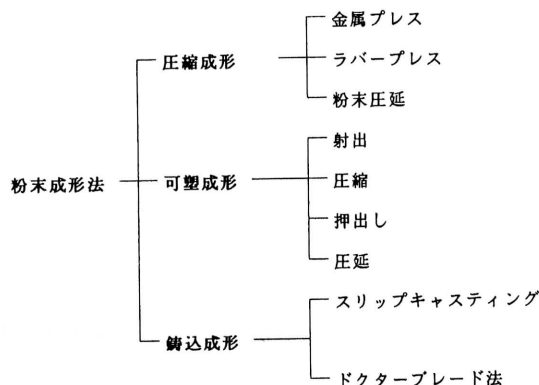 金属プレス
圧縮成形
ラバープレス
粉末圧延
射出
粉末成形法
可塑成形
圧縮
押出し
圧延
スリップキャスティング
鋳込成形
ドクターブレード法